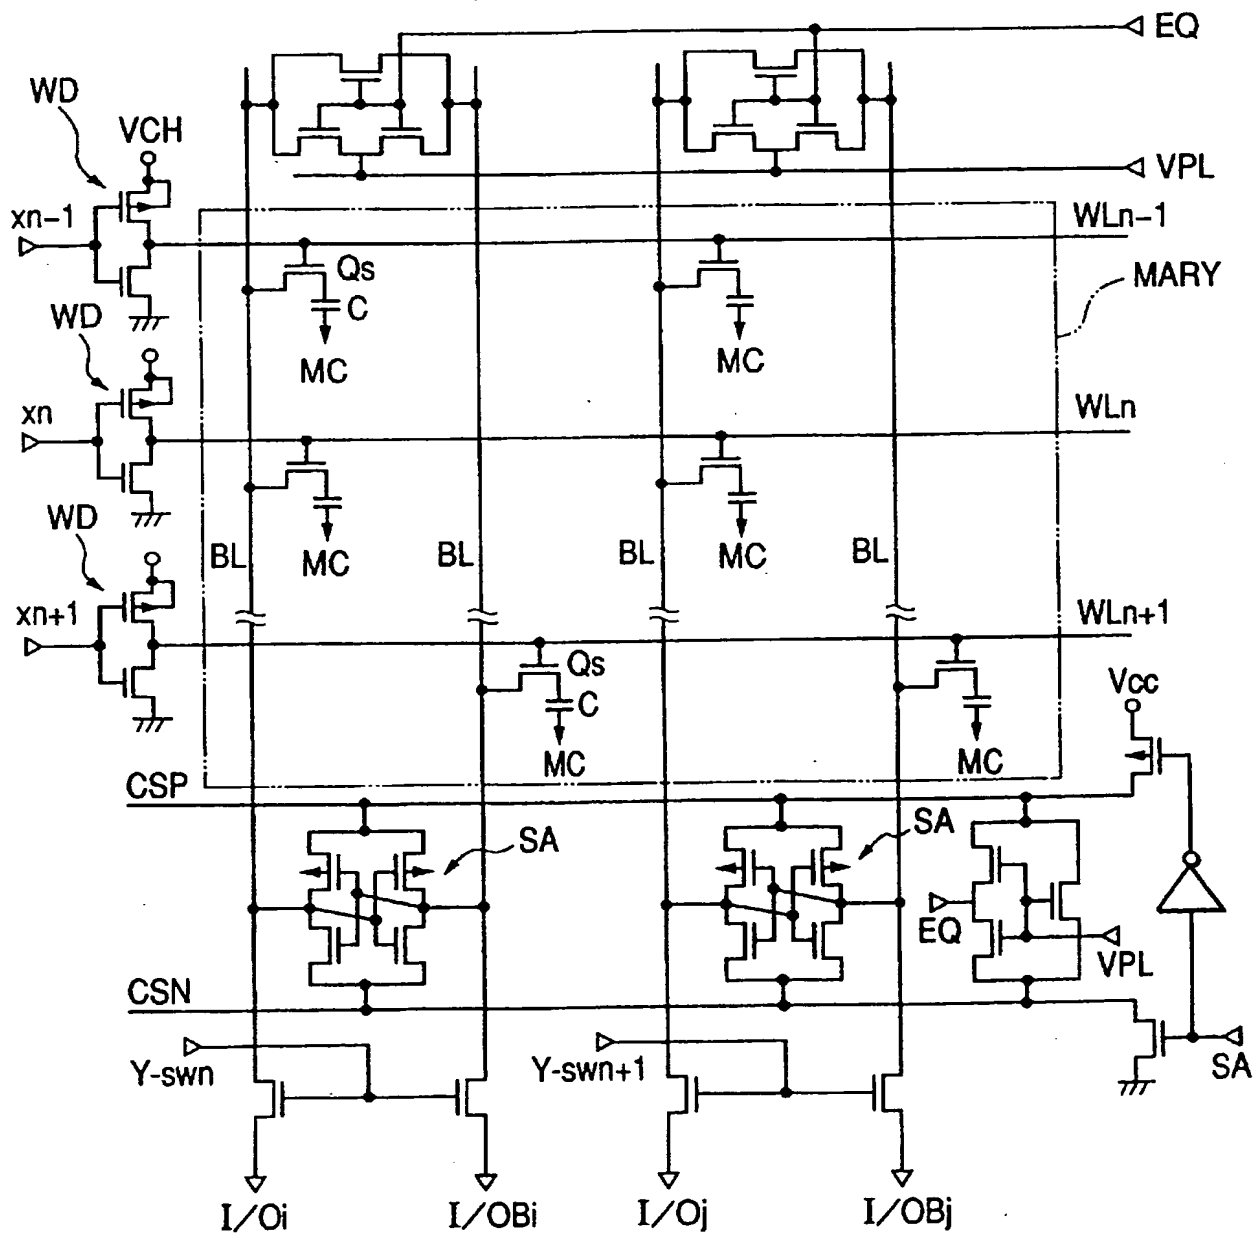 EQ
WD
VCH
VPL
xn-1
WLn-1
Qs
C
MARY
WD
MC
MC
xn
WLn
WD
BL
MC
BL
BL
MC
BL
xn+1
WLn+1
Qs
C
Vcc
MC
MC
CSP
SA
SA
EQ
VPL
CSN
Y-swn
Y-swn+1
SA
I/Oi
I/OBi
I/Oj
I/OBj